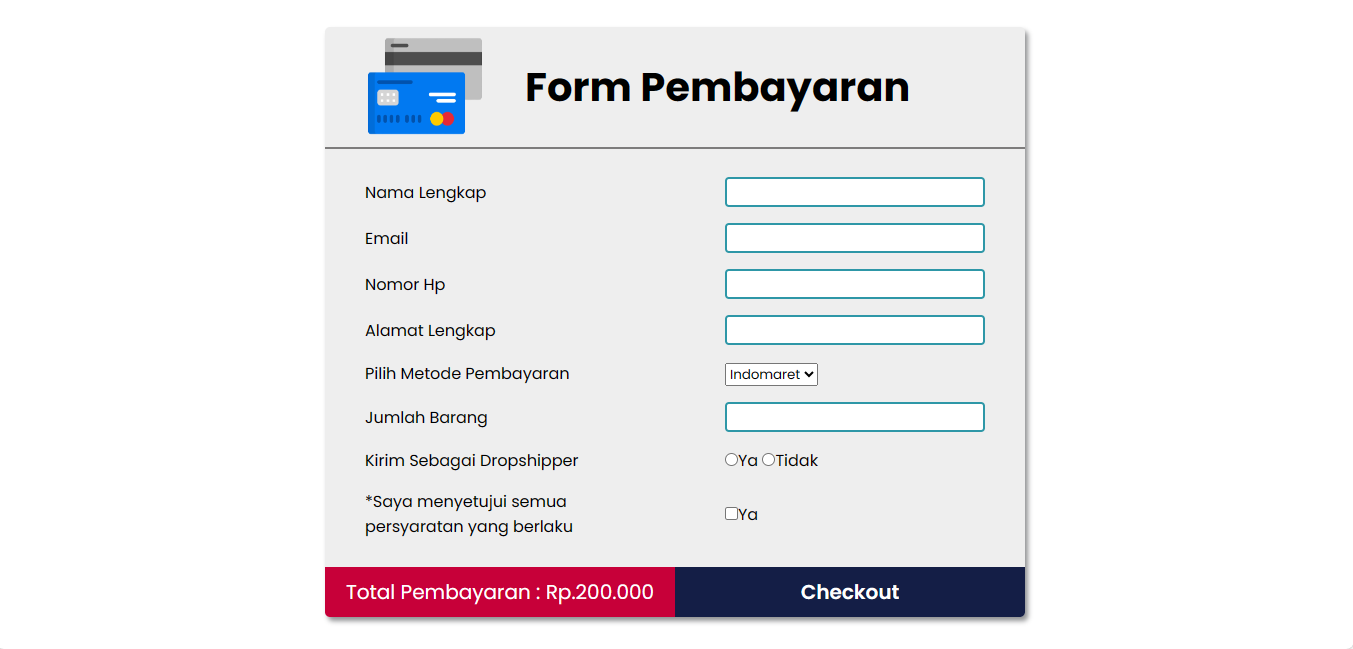 Form Pembayaran
Nama Lengkap
Email
Nomor Hp
Alamat Lengkap
Pilih Metode Pembayaran
Indomaret
Jumlah Barang
Kirim Sebagai Dropshipper
Ya Tidak
*Saya menyetujui semua
persyaratan yang berlaku
Ya
Total Pembayaran : Rp.200.000
Checkout